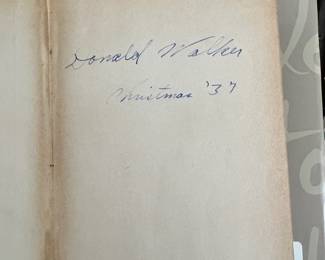 Donald Walker
Christmas '37